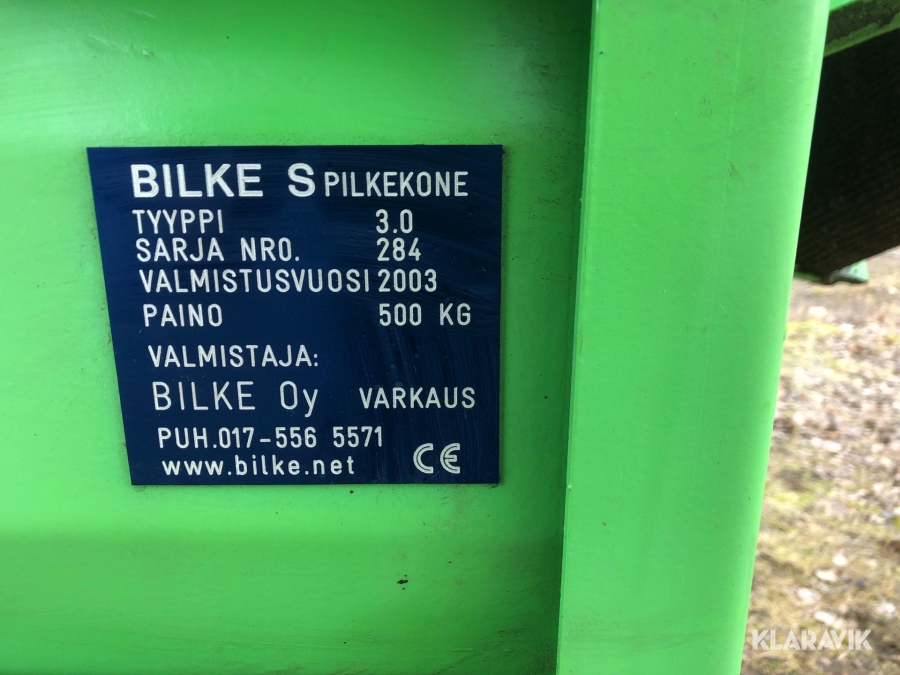 BILKE S PILKEKONE
TYYPPI 3.0
SARJA NRO. 284
VALMISTUSVUOSI 2003
PAINO 500 KG
VALMISTAJA:
BILKE Oy VARKAUS
PUH.017-556 5571
www.bilke.net CE
KLARAVIK